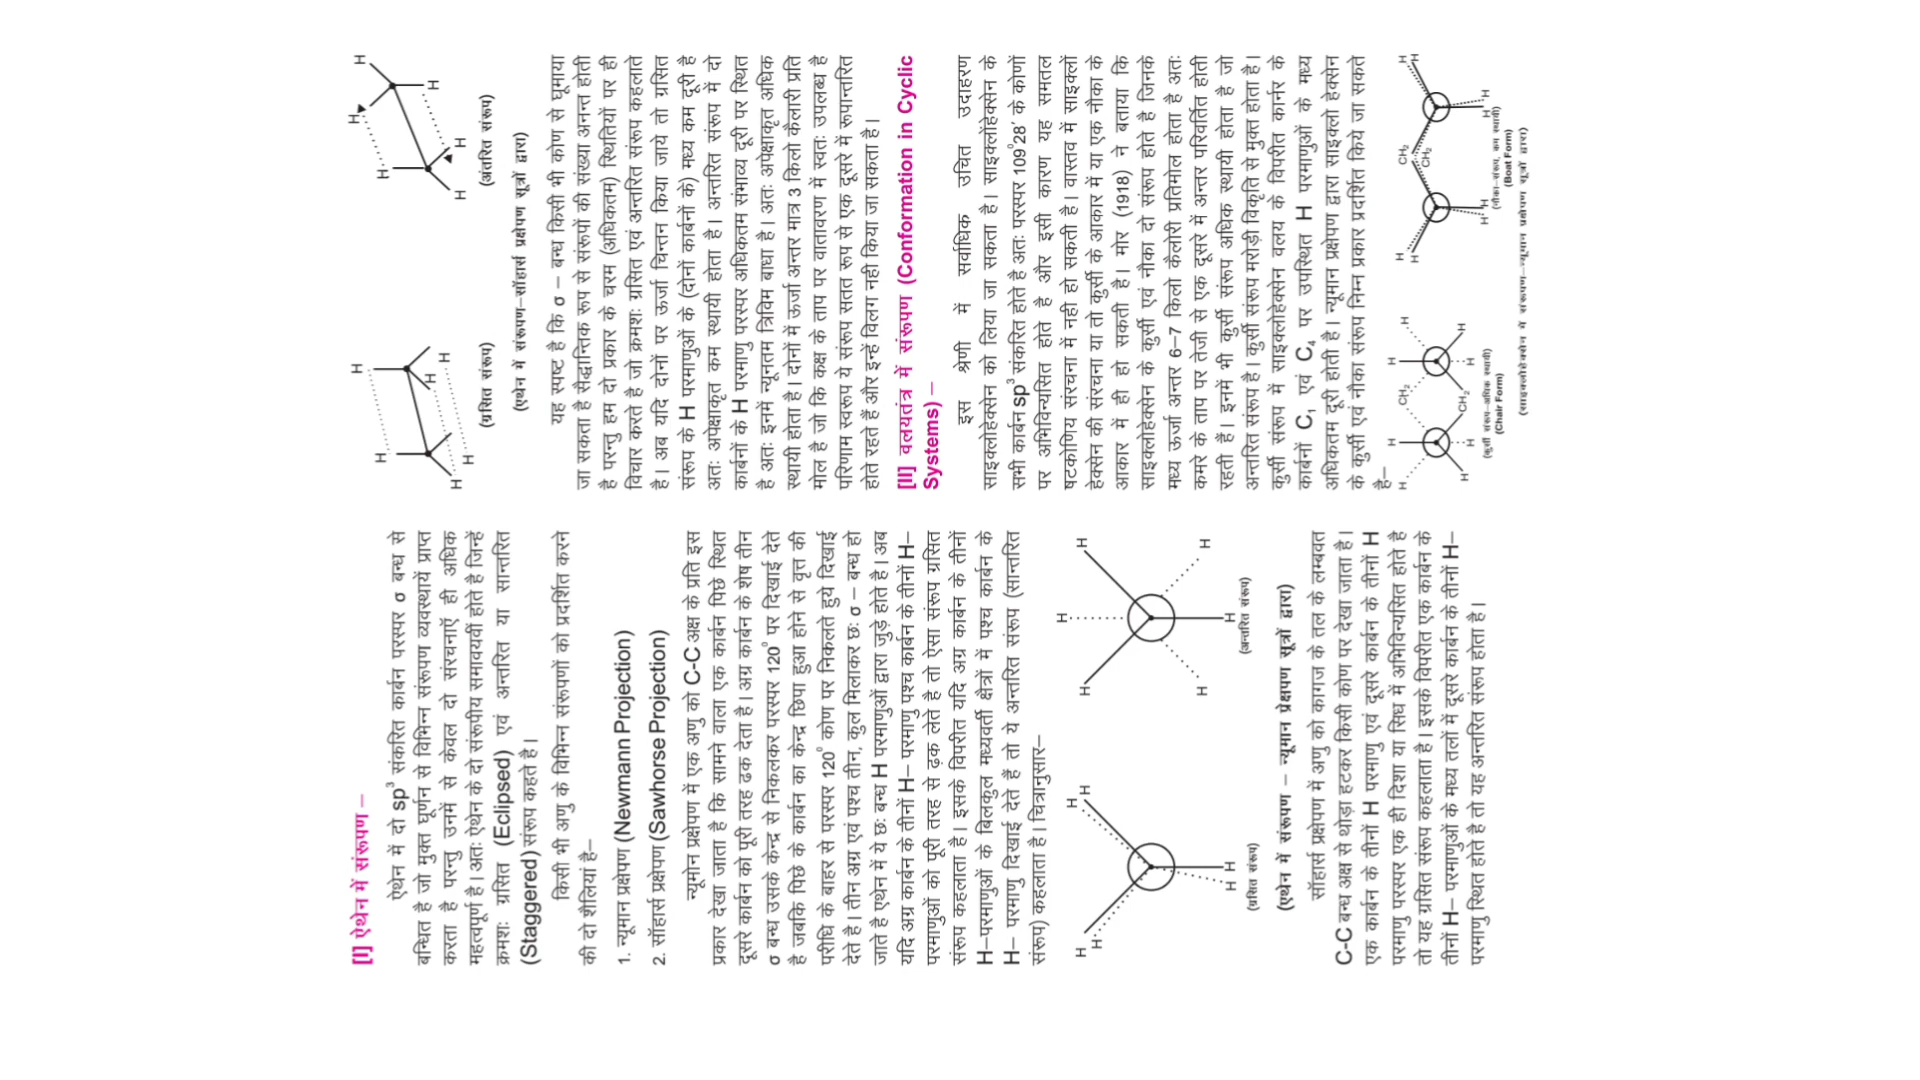 [I] ऐथेन में संरूपण –
ऐथेन में दो sp³ संकरित कार्बन परस्पर σ बन्ध से
बन्धित है जो मुक्त घूर्णन से विभिन्न संरूपण व्यवस्थायें प्राप्त
करता है परन्तु उनमें से केवल दो संरचनाऐं ही अधिक
महत्वपूर्ण है। अतः ऐथेन के दो संरूपीय समावयवीं होते है जिन्हें
क्रमशः ग्रसित (Eclipsed) एवं अन्तरित या सान्तरित
(Staggered) संरूप कहते है।
किसी भी अणु के विभिन्न संरूपणों को प्रदर्शित करने
की दो शैलियां है–
1. न्यूमान प्रक्षेपण (Newmann Projection)
2. सॉहार्स प्रक्षेपण (Sawhorse Projection)
न्यूमोन प्रक्षेपण में एक अणु को C-C अक्ष के प्रति इस
प्रकार देखा जाता है कि सामने वाला एक कार्बन पिछे स्थित
दूसरे कार्बन को पूरी तरह ढक देता है। अग्र कार्बन के शेष तीन
σ बन्ध उसके केन्द्र से निकलकर परस्पर 120° पर दिखाई देते
है जबकि पिछे के कार्बन का केन्द्र छिपा हुआ होने से वृत्त की
परीधि के बाहर से परस्पर 120° कोण पर निकलते हुये दिखाई
देते है। तीन अग्र एवं पश्च तीन, कुल मिलाकर छः σ – बन्ध हो
जाते है एथेन में ये छः बन्ध H परमाणुओं द्वारा जुड़े होते है। अब
यदि अग्र कार्बन के तीनों H– परमाणु पश्च कार्बन के तीनों H–
परमाणुओं को पूरी तरह से ढ़क लेते है तो ऐसा संरूप ग्रसित
संरूप कहलाता है। इसके विपरीत यदि अग्र कार्बन के तीनों
H–परमाणुओं के बिलकुल मध्यवर्ती क्षैत्रों में पश्च कार्बन के
H– परमाणु दिखाई देते हैं तो ये अन्तरित संरूप (सान्तरित
संरूप) कहलाता है। चित्रानुसार–
H H H H H H
(ग्रसित संरूप)
H H H H H H
(अन्तरित संरूप)
(एथेन में संरूपण – न्यूमान प्रेक्षपण सूत्रों द्वारा)
सॉहार्स प्रक्षेपण में अणु को कागज के तल के लम्बवत
C-C बन्ध अक्ष से थोड़ा हटकर किसी कोण पर देखा जाता है।
एक कार्बन के तीनों H परमाणु एवं दूसरे कार्बन के तीनों H
परमाणु परस्पर एक ही दिशा या सिध में अभिविन्यसित होते है
तो यह ग्रसित संरूप कहलाता है। इसके विपरीत एक कार्बन के
तीनों H– परमाणुओं के मध्य तलों में दूसरे कार्बन के तीनों H–
परमाणु स्थित होते है तो यह अन्तरित संरूप होता है।
H H H H H H
(ग्रसित संरूप)
H H H H H H
(अंतरित संरूप)
(एथेन में संरूपण–सॉहार्स प्रक्षेपण सूत्रों द्वारा)
यह स्पष्ट है कि σ – बन्ध किसी भी कोण से घूमाया
जा सकता है सैद्धान्तिक रूप से संरूपों की संख्या अनन्त होती
है परन्तु हम दो प्रकार के चरम (अधिकतम) स्थितियों पर ही
विचार करते है जो क्रमशः ग्रसित एवं अन्तरित संरूप कहलाते
है। अब यदि दोनों पर ऊर्जा चिन्तन किया जाये तो ग्रसित
संरूप के H परमाणुओं के (दोनों कार्बनों के) मध्य कम दूरी है
अतः अपेक्षाकृत कम स्थायी होता है। अन्तरित संरूप में दो
कार्बनों के H परमाणु परस्पर अधिकतम संभाव्य दूरी पर स्थित
है अतः इनमें न्यूनतम त्रिविम बाधा है। अतः अपेक्षाकृत अधिक
स्थायी होता है। दोनों में ऊर्जा अन्तर मात्र 3 किलो कैलारी प्रति
मोल है जो कि कक्ष के ताप पर वातावरण में स्वतः उपलब्ध है
परिणाम स्वरूप ये संरूप सतत रूप से एक दूसरे में रूपान्तरित
होते रहते हैं और इन्हें विलग नही किया जा सकता है।
[II] वलयतंत्र में संरूपण (Conformation in Cyclic
Systems) –
इस श्रेणी में सर्वाधिक उचित उदाहरण
साइक्लोहेक्सेन को लिया जा सकता है। साइक्लोहेक्सेन के
सभी कार्बन sp³ संकरित होते है अतः परस्पर 109°28' के कोणों
पर अभिविन्यसित होते है और इसी कारण यह समतल
षटकोणिय संरचना में नही हो सकती है। वास्तव में साइक्लों
हेक्सेन की संरचना या तो कुर्सी के आकार में या एक नौका के
आकार में ही हो सकती है। मोर (1918) ने बताया कि
साइक्लोहेक्सेन के कुर्सी एवं नौका दो संरूप होते है जिनके
मध्य ऊर्जा अन्तर 6–7 किलो कैलोरी प्रतिमोल होता है अतः
कमरे के ताप पर तेजी से एक दूसरे में अन्तर परिवर्तित होती
रहती है। इनमें भी कुर्सी संरूप अधिक स्थायी होता है जो
अन्तरित संरूप है। कुर्सी संरूप मरोड़ी विकृति से मुक्त होता है।
कुर्सी संरूप में साइक्लोहेक्सेन वलय के विपरीत कार्नर के
कार्बनों C₁ एवं C₄ पर उपस्थित H परमाणुओं के मध्य
अधिकतम दूरी होती है। न्यूमान प्रक्षेपण द्वारा साइक्लो हेक्सेन
के कुर्सी एवं नौका संरूप निम्न प्रकार प्रदर्शित किये जा सकते
है–
H H H H CH₂ CH₂ H H H H
(कुर्सी संरूप–अधिक स्थायी)
(Chair Form)
H H H H CH₂ CH₂ H H H H
(नौका–संरूप, कम स्थायी)
(Boat Form)
(साइक्लोहेक्सेन में संरूपण–न्यूमान प्रक्षेपण सूत्रों द्वारा)